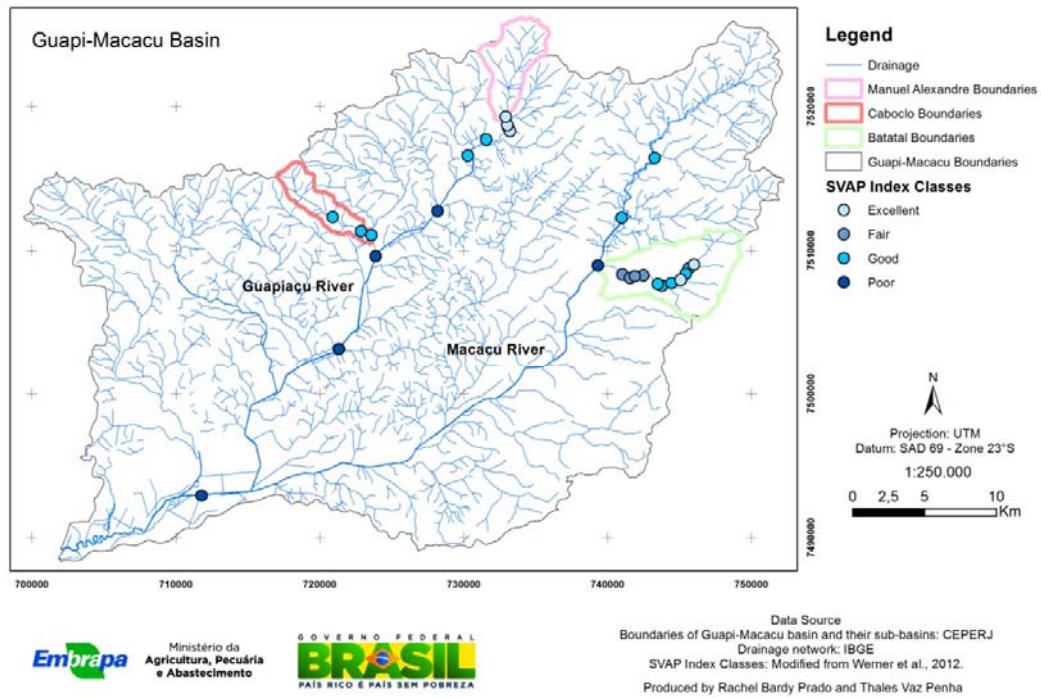 Guapi-Macacu Basin
Guapiaçu River
Macacu River
7520000
7510000
7500000
7490000
700000
710000
720000
730000
740000
750000
Legend
Drainage
Manuel Alexandre Boundaries
Caboclo Boundaries
Batatal Boundaries
Guapi-Macacu Boundaries
SVAP Index Classes
Excellent
Fair
Good
Poor
N
Projection: UTM
Datum: SAD 69 - Zone 23°S
1:250.000
0 2,5 5 10
Km
Embrapa
Ministério da
Agricultura, Pecuária
e Abastecimento
GOVERNO FEDERAL
BRASIL
PAÍS RICO É PAÍS SEM POBREZA
Data Source
Boundaries of Guapi-Macacu basin and their sub-basins: CEPERJ
Drainage network: IBGE
SVAP Index Classes: Modified from Werner et al., 2012.
Produced by Rachel Bardy Prado and Thales Vaz Penha